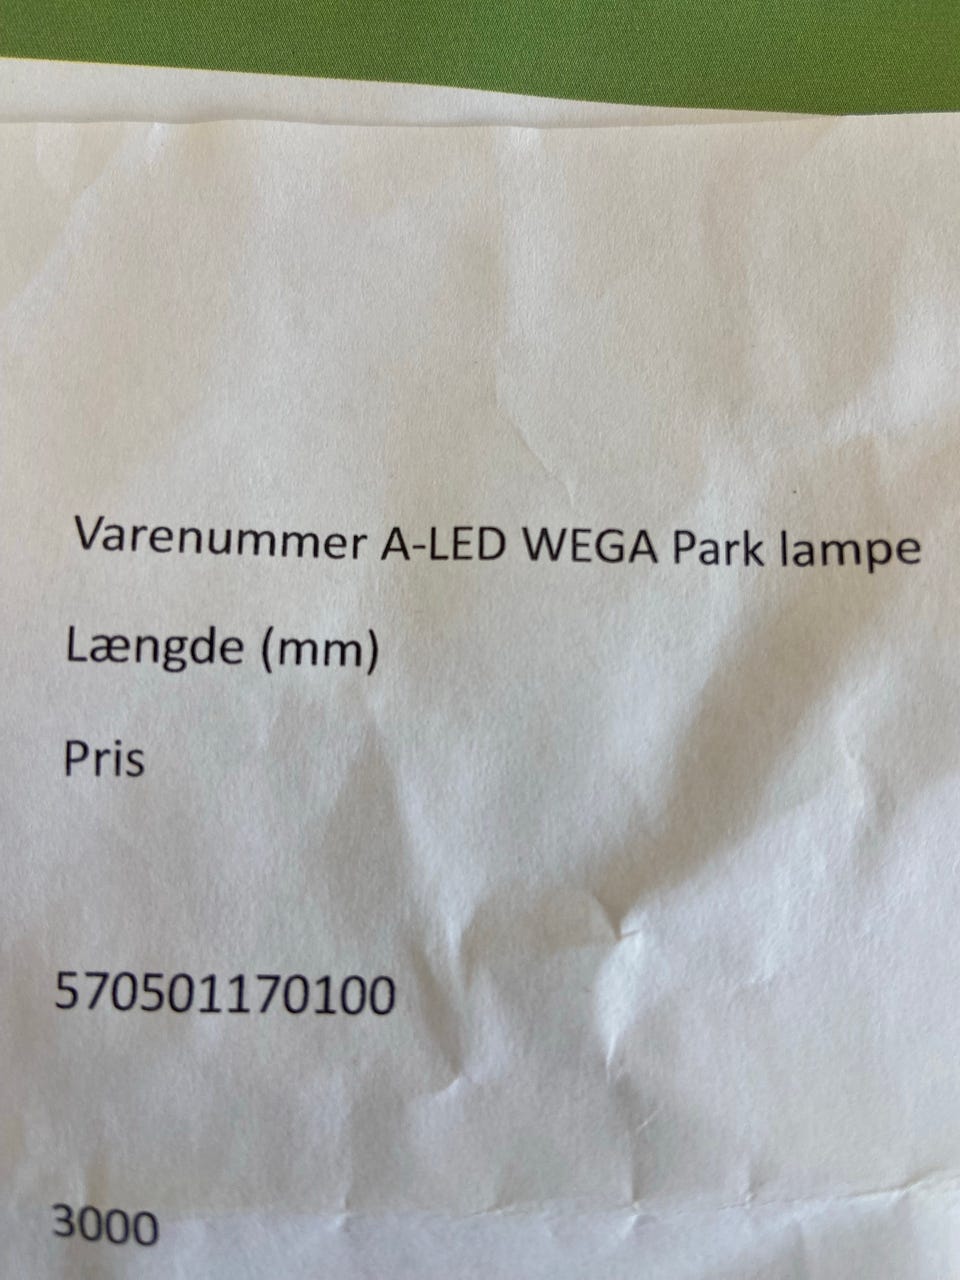 Varenummer A-LED WEGA Park lampe
Længde (mm)
Pris
570501170100
3000